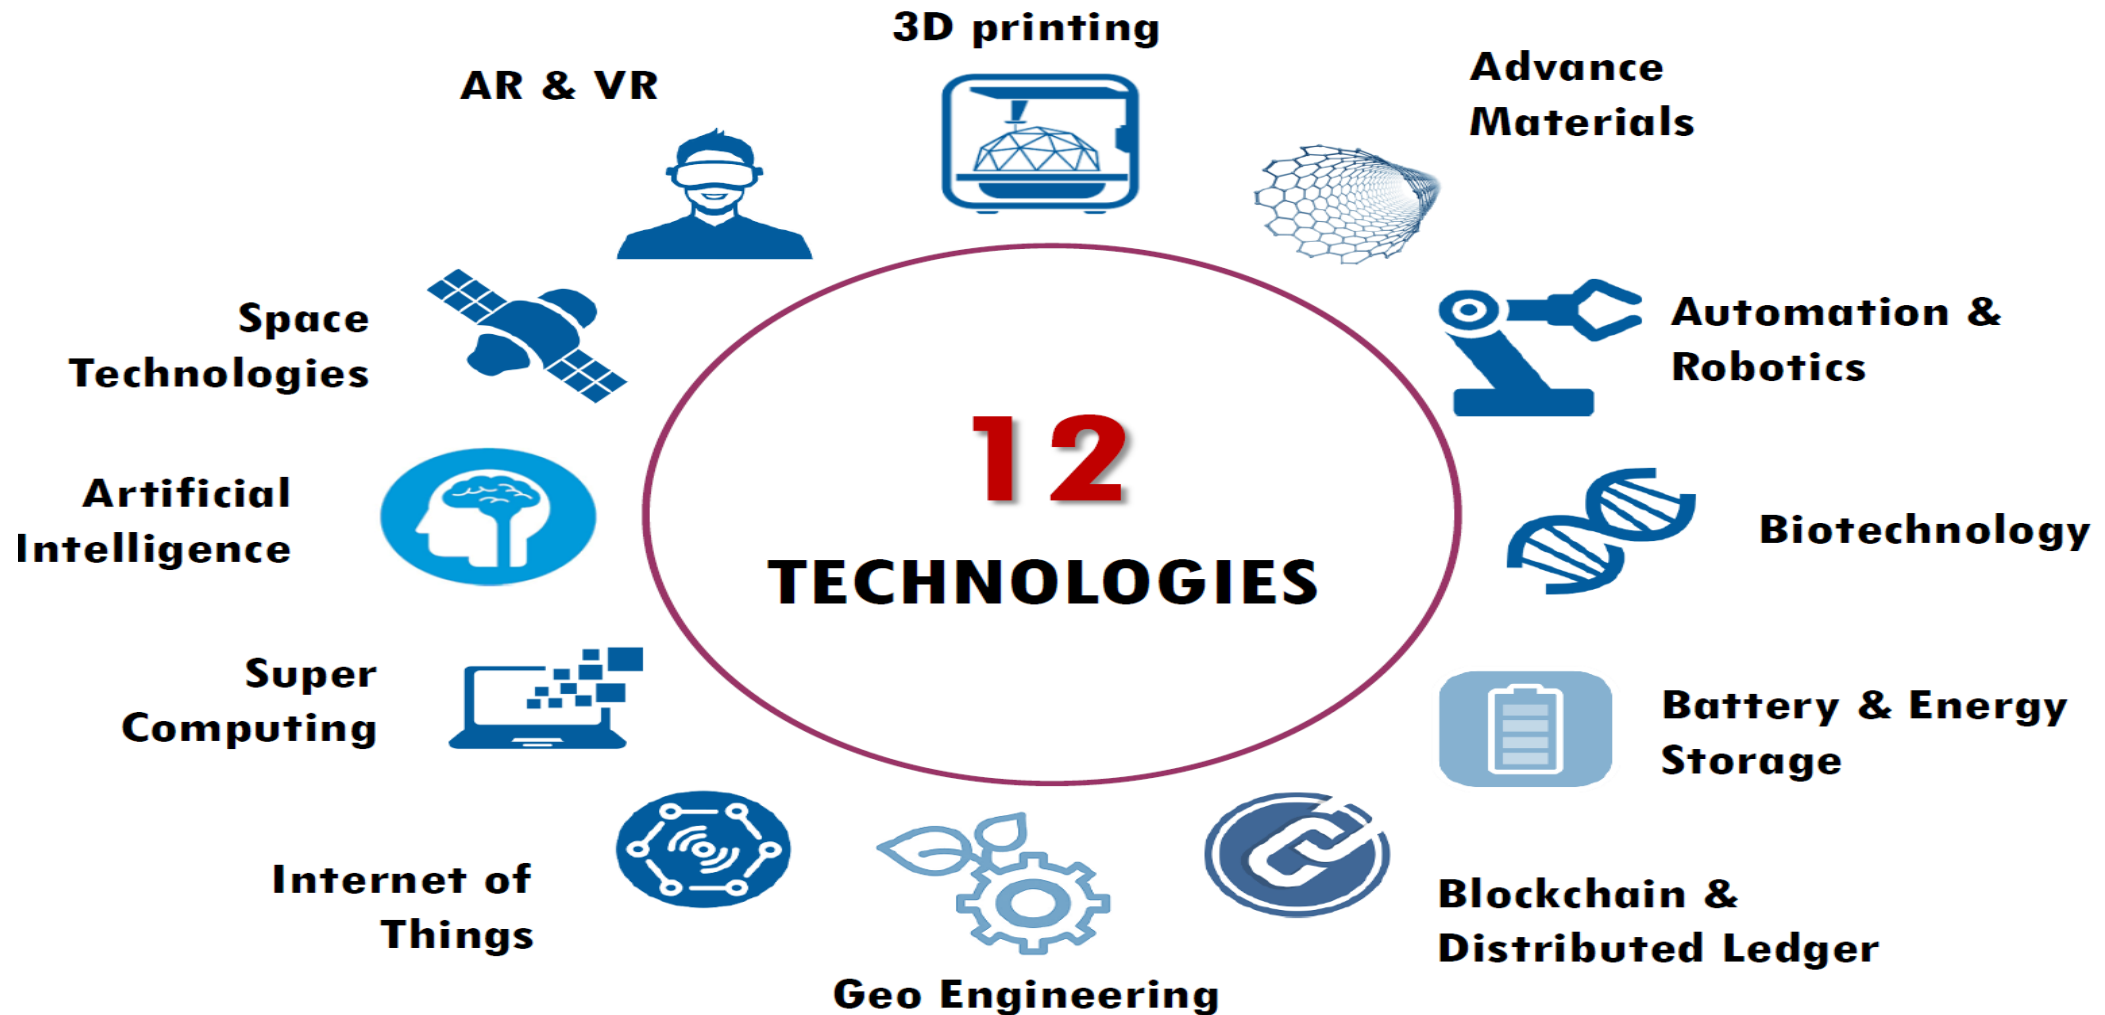 3D printing
AR & VR
Advance
Materials
Space
Technologies
Automation &
Robotics
12
TECHNOLOGIES
Artificial
Intelligence
Biotechnology
Super
Computing
Battery & Energy
Storage
Internet of
Things
Blockchain &
Distributed Ledger
Geo Engineering